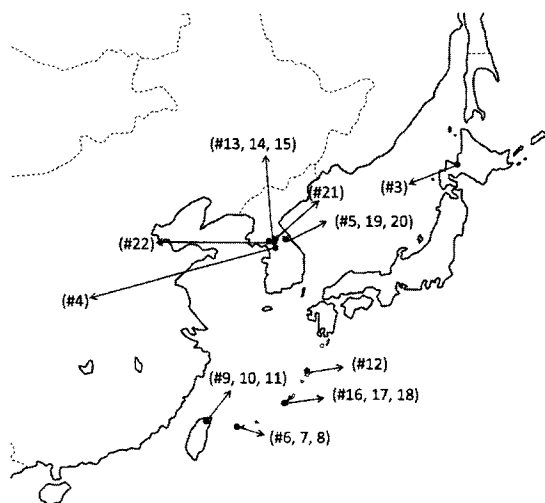 (#13, 14, 15)
(#3)
(#21)
(#5, 19, 20)
(#22)
(#4)
(#12)
(#9, 10, 11)
(#16, 17, 18)
(#6, 7, 8)